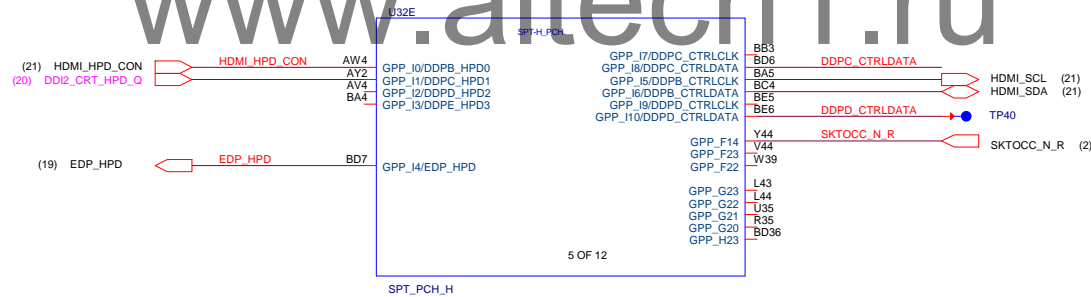 www.altech1.ru
U32E
SPT-H_PCH
(21) HDMI_HPD_CON HDMI_HPD_CON AW4 GPP_I0/DDPB_HPD0
(20) DDI2_CRT_HPD_Q AY2 GPP_I1/DDPC_HPD1
AV4 GPP_I2/DDPD_HPD2
BA4 GPP_I3/DDPE_HPD3
(19) EDP_HPD EDP_HPD BD7 GPP_I4/EDP_HPD
GPP_I7/DDPC_CTRLCLK BB3
GPP_I8/DDPC_CTRLDATA BD6 DDPC_CTRLDATA
GPP_I5/DDPB_CTRLCLK BA5 HDMI_SCL (21)
GPP_I6/DDPB_CTRLDATA BC4 HDMI_SDA (21)
GPP_I9/DDPD_CTRLCLK BE5
GPP_I10/DDPD_CTRLDATA BE6 DDPD_CTRLDATA TP40
GPP_F14 Y44 SKTOCC_N_R SKTOCC_N_R (2)
GPP_F23 V44
GPP_F22 W39
GPP_G23 L43
GPP_G22 L44
GPP_G21 U35
GPP_G20 R35
GPP_H23 BD36
5 OF 12
SPT_PCH_H